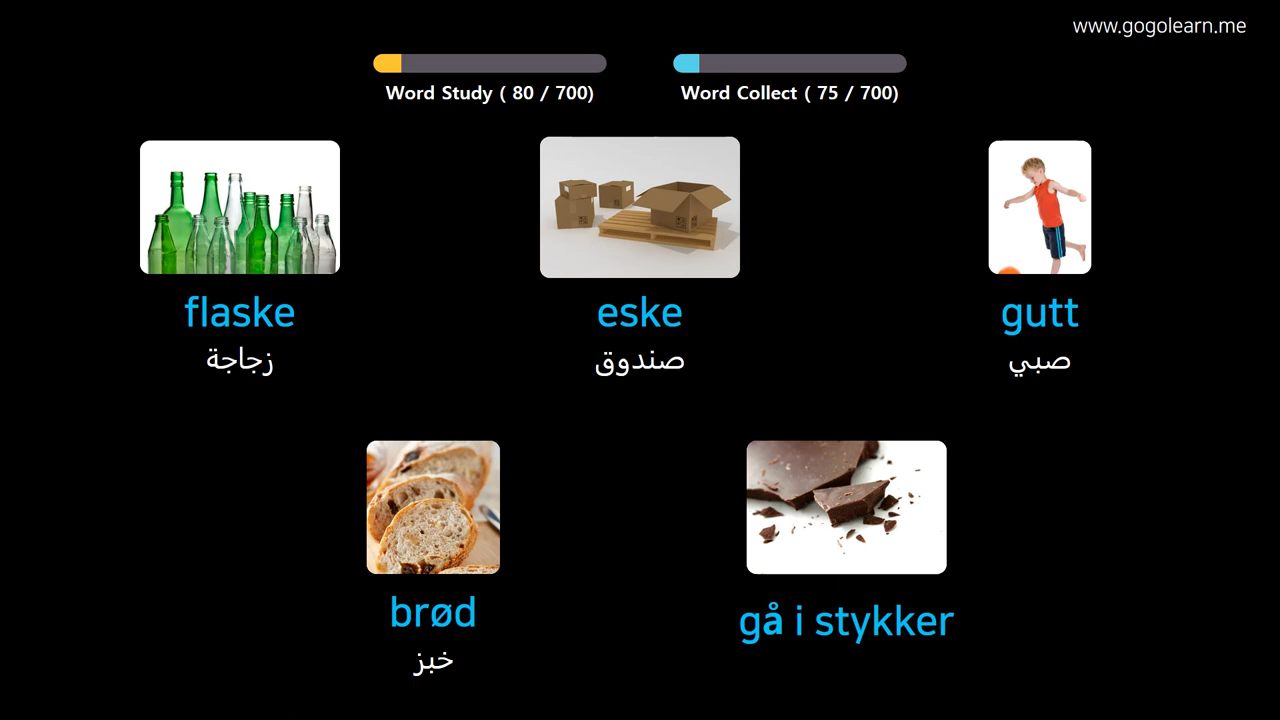 www.gogolearn.me
Word Study ( 80 / 700)
Word Collect ( 75 / 700)
flaske
زجاجة
eske
صندوق
gutt
صبي
brød
خبز
gå i stykker